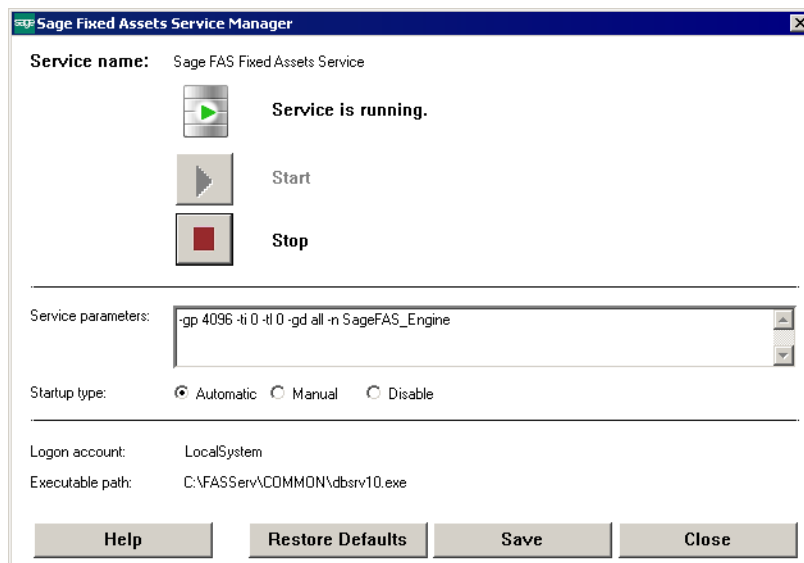 sage Sage Fixed Assets Service Manager
Service name: Sage FAS Fixed Assets Service
Service is running.
Start
Stop
Service parameters: -gp 4096 -ti 0 -tl 0 -gd all -n SageFAS_Engine
Startup type: Automatic Manual Disable
Logon account: LocalSystem
Executable path: C:\FASServ\COMMON\dbsrv10.exe
Help Restore Defaults Save Close